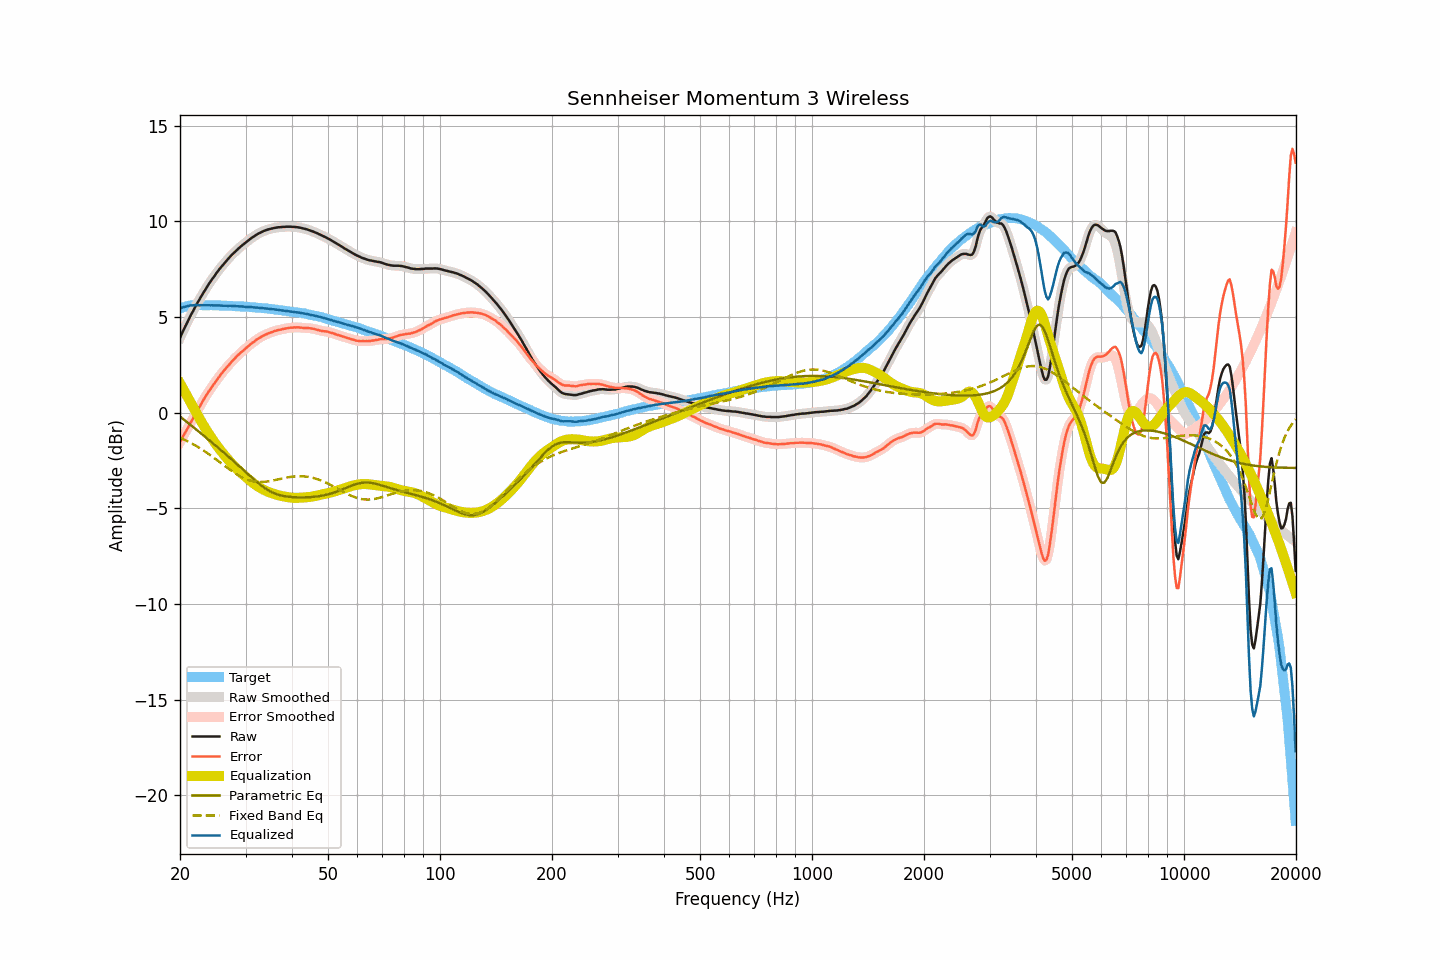 Sennheiser Momentum 3 Wireless
15
10
5
0
−5
−10
−15
−20
Amplitude (dBr)
Target
Raw Smoothed
Error Smoothed
Raw
Error
Equalization
Parametric Eq
Fixed Band Eq
Equalized
20 50 100 200 500 1000 2000 5000 10000 20000
Frequency (Hz)